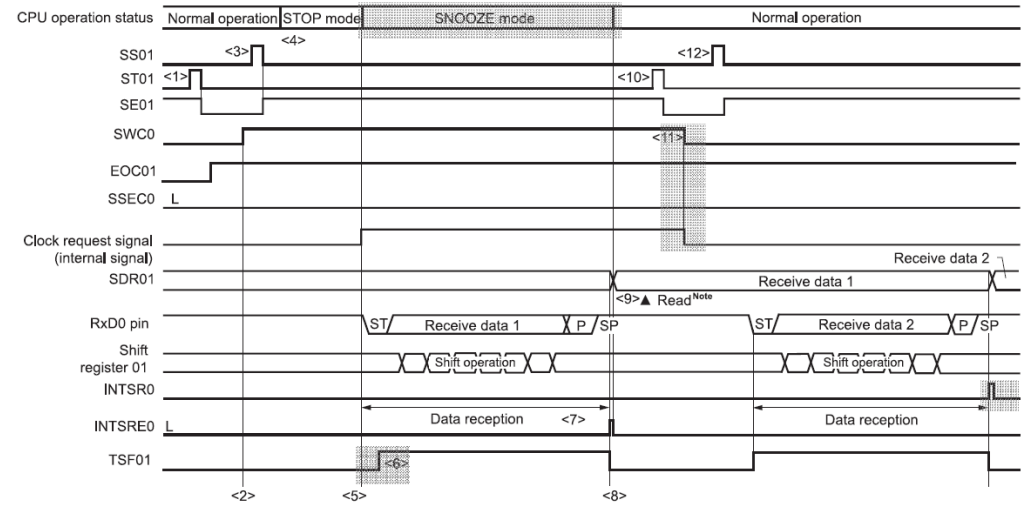 CPU operation status Normal operation STOP mode SNOOZE mode Normal operation
<4>
SS01 <3> <12>
ST01 <1> <10>
SE01
SWC0 <11>
EOC01
SSEC0 L
Clock request signal
(internal signal)
Receive data 2
SDR01 Receive data 1
<9>▲ Read Note
RxD0 pin ST Receive data 1 P SP ST Receive data 2 P SP
Shift
register 01 Shift operation Shift operation
INTSR0
Data reception <7> Data reception
INTSRE0 L
TSF01 <6>
<2> <5> <8>